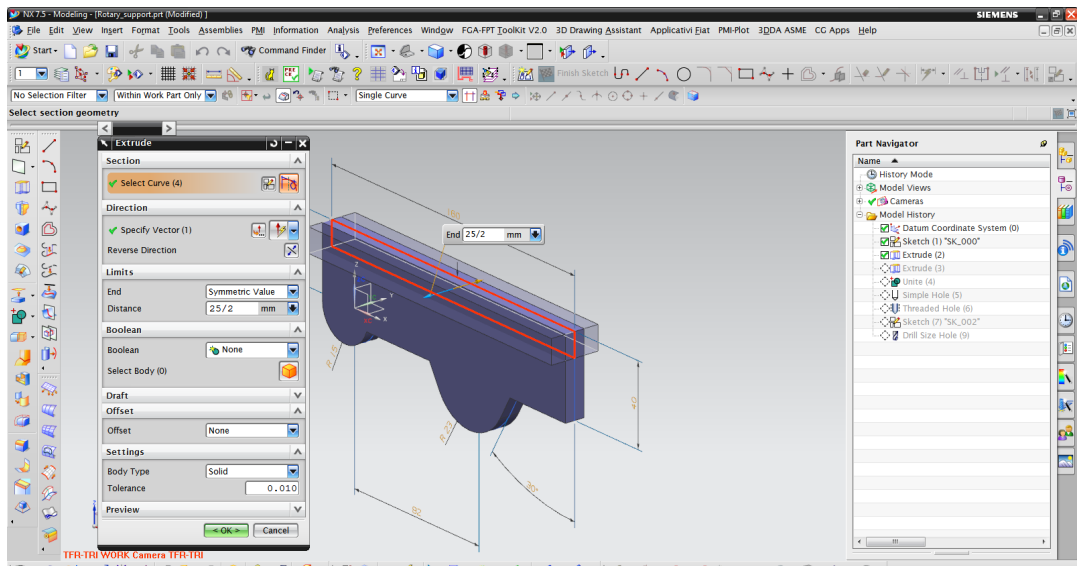 NX 7.5 - Modeling - [Rotary_support.prt (Modified) ]
SIEMENS
File Edit View Insert Format Tools Assemblies PMI Information Analysis Preferences Window FGA-FPT ToolKit V2.0 3D Drawing Assistant Applicativi Fiat PMI-Plot 3DDA ASME CG Apps Help
Start Command Finder
1 Finish Sketch
No Selection Filter Within Work Part Only Single Curve
Select section geometry
Extrude
Section
Select Curve (4)
Direction
Specify Vector (1)
Reverse Direction
Limits
End Symmetric Value
Distance 25/2 mm
Boolean
Boolean None
Select Body (0)
Draft
Offset
Offset None
Settings
Body Type Solid
Tolerance 0.010
Preview
< OK > Cancel
End 25/2 mm
R 15
R 23
40
30°
Z
Y
X
TFR-TRI WORK Camera TFR-TRI
Part Navigator
Name
History Mode
Model Views
Cameras
Model History
Datum Coordinate System (0)
Sketch (1) "SK_000"
Extrude (2)
Extrude (3)
Unite (4)
Simple Hole (5)
Threaded Hole (6)
Sketch (7) "SK_002"
Drill Size Hole (9)